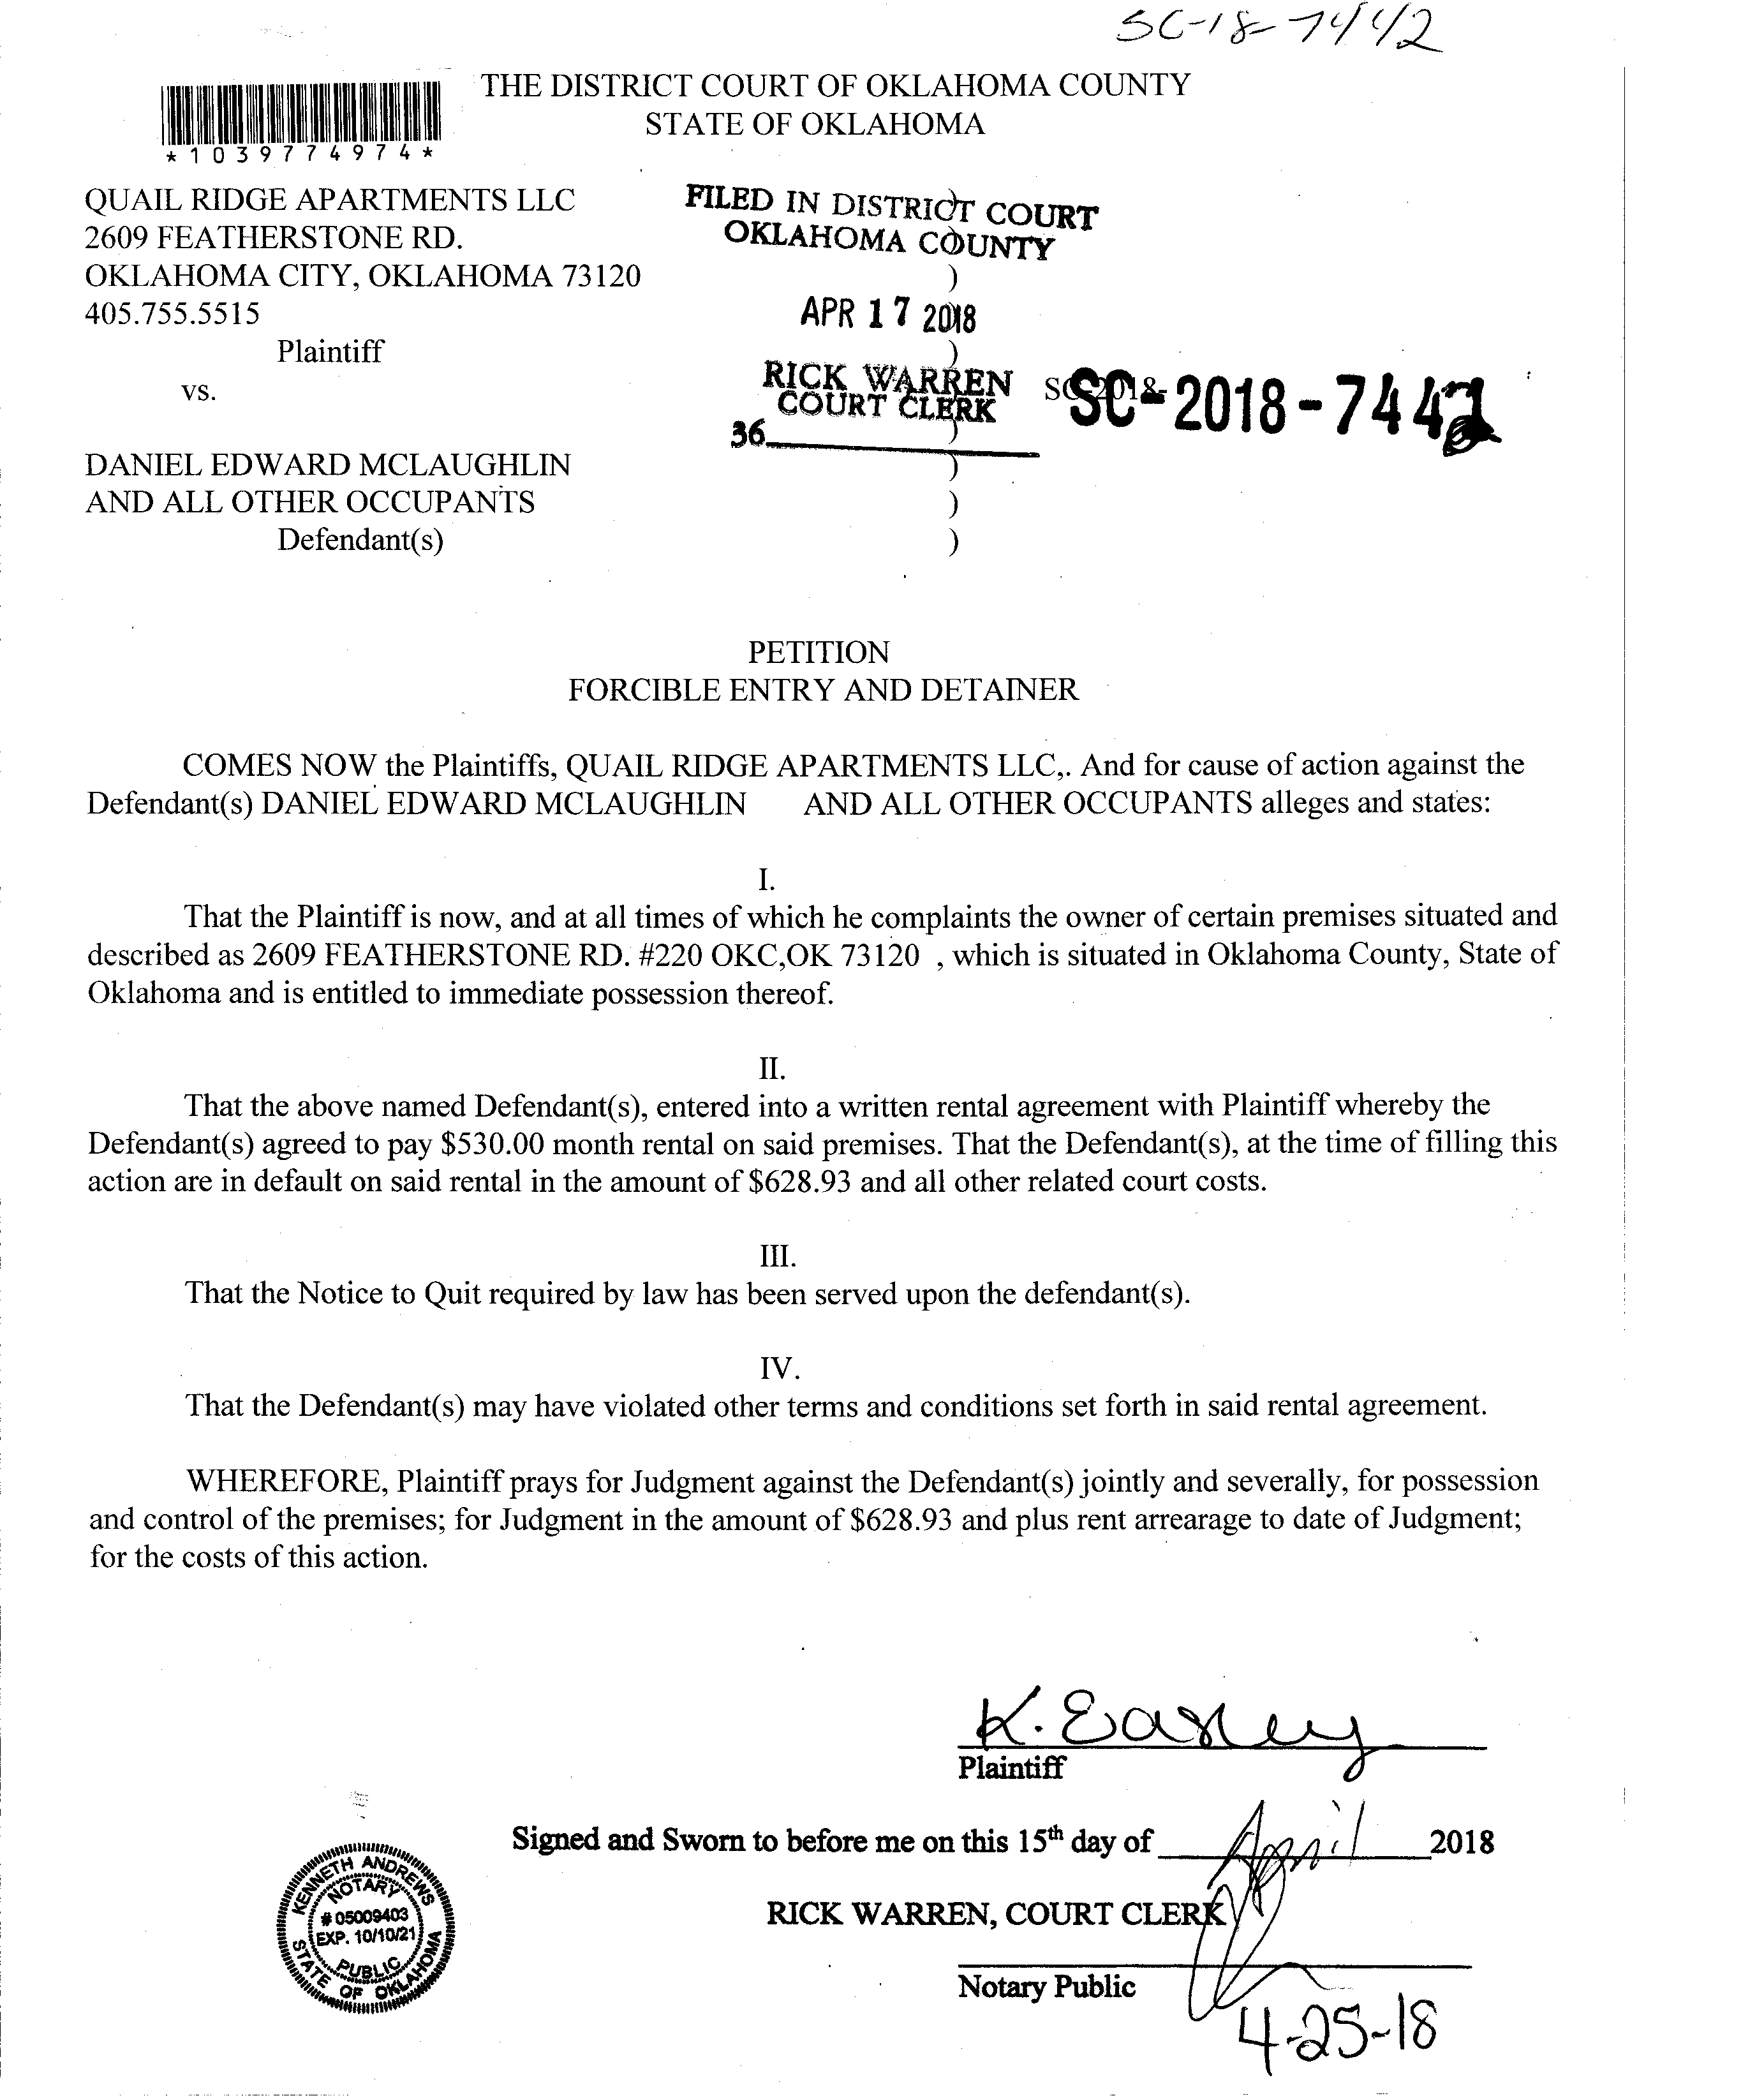 SC-18-7442
THE DISTRICT COURT OF OKLAHOMA COUNTY
STATE OF OKLAHOMA
*1039774974*
QUAIL RIDGE APARTMENTS LLC
2609 FEATHERSTONE RD.
OKLAHOMA CITY, OKLAHOMA 73120
405.755.5515
Plaintiff
vs.
DANIEL EDWARD MCLAUGHLIN
AND ALL OTHER OCCUPANTS
Defendant(s)
FILED IN DISTRICT COURT
OKLAHOMA COUNTY
)
APR 17 2018
)
RICK WARREN
COURT CLERK
36
)
)
)
SC-2018-
SC-2018-7442
PETITION
FORCIBLE ENTRY AND DETAINER
COMES NOW the Plaintiffs, QUAIL RIDGE APARTMENTS LLC,. And for cause of action against the
Defendant(s) DANIEL EDWARD MCLAUGHLIN AND ALL OTHER OCCUPANTS alleges and states:
I.
That the Plaintiff is now, and at all times of which he complaints the owner of certain premises situated and
described as 2609 FEATHERSTONE RD. #220 OKC,OK 73120 , which is situated in Oklahoma County, State of
Oklahoma and is entitled to immediate possession thereof.
II.
That the above named Defendant(s), entered into a written rental agreement with Plaintiff whereby the
Defendant(s) agreed to pay $530.00 month rental on said premises. That the Defendant(s), at the time of filling this
action are in default on said rental in the amount of $628.93 and all other related court costs.
III.
That the Notice to Quit required by law has been served upon the defendant(s).
IV.
That the Defendant(s) may have violated other terms and conditions set forth in said rental agreement.
WHEREFORE, Plaintiff prays for Judgment against the Defendant(s) jointly and severally, for possession
and control of the premises; for Judgment in the amount of $628.93 and plus rent arrearage to date of Judgment;
for the costs of this action.
K. Easley
Plaintiff
Signed and Sworn to before me on this 15th day of April 2018
RICK WARREN, COURT CLERK
Notary Public
4-25-18
KENNETH ANDREWS
NOTARY
# 05009403
EXP. 10/10/21
PUBLIC
STATE OF OKLAHOMA